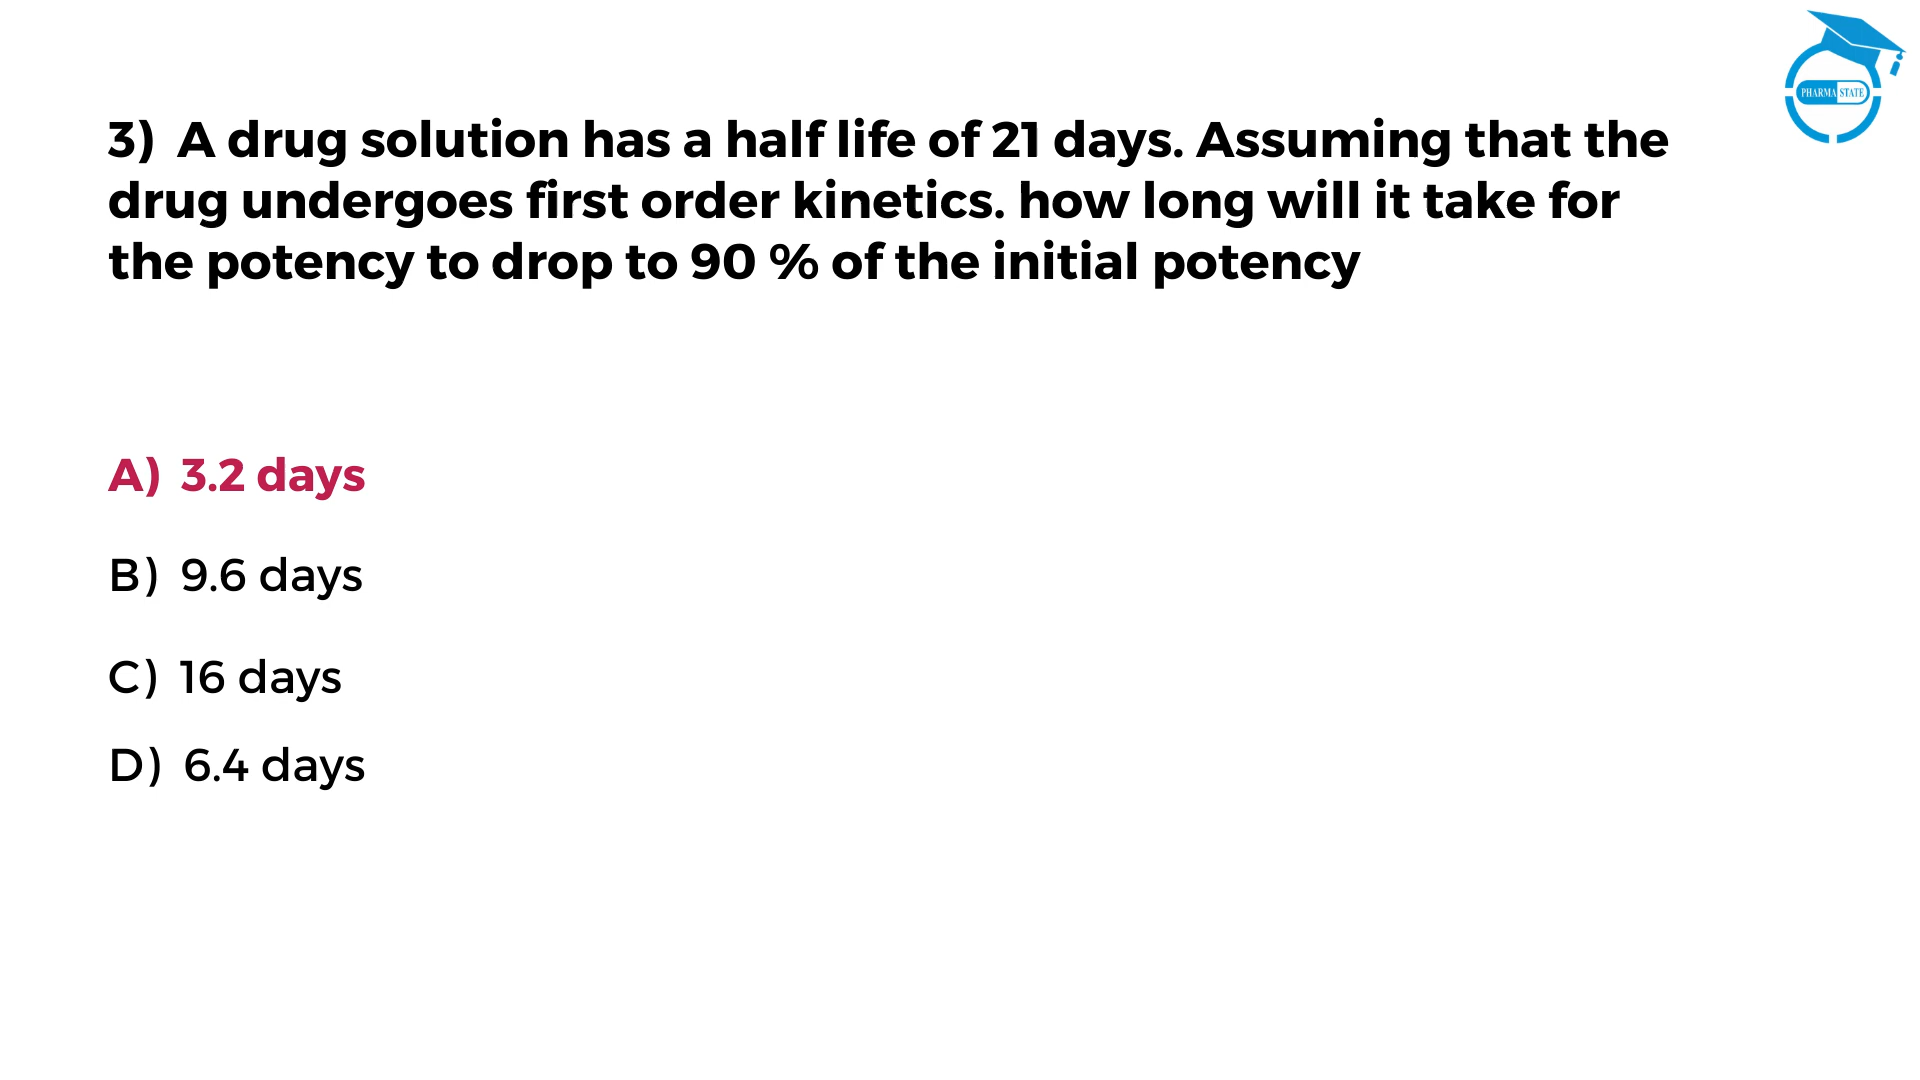 PHARMA STATE
3) A drug solution has a half life of 21 days. Assuming that the
drug undergoes first order kinetics. how long will it take for
the potency to drop to 90 % of the initial potency
A) 3.2 days
B) 9.6 days
C) 16 days
D) 6.4 days